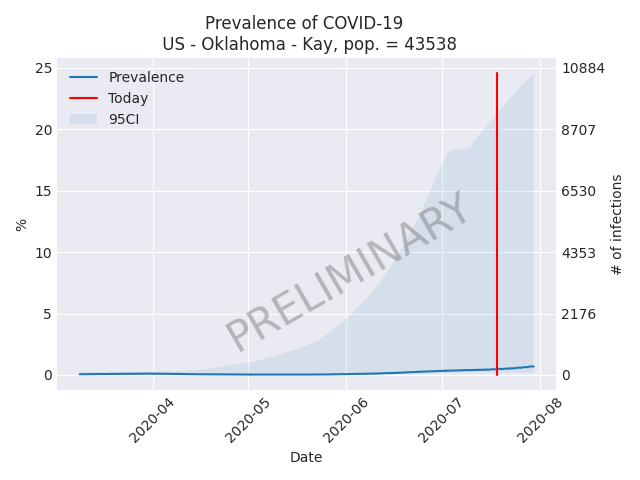 Prevalence of COVID-19
US - Oklahoma - Kay, pop. = 43538
Prevalence
Today
95CI
25
20
15
10
5
0
%
10884
8707
6530
4353
2176
0
# of infections
PRELIMINARY
2020-04
2020-05
2020-06
2020-07
2020-08
Date